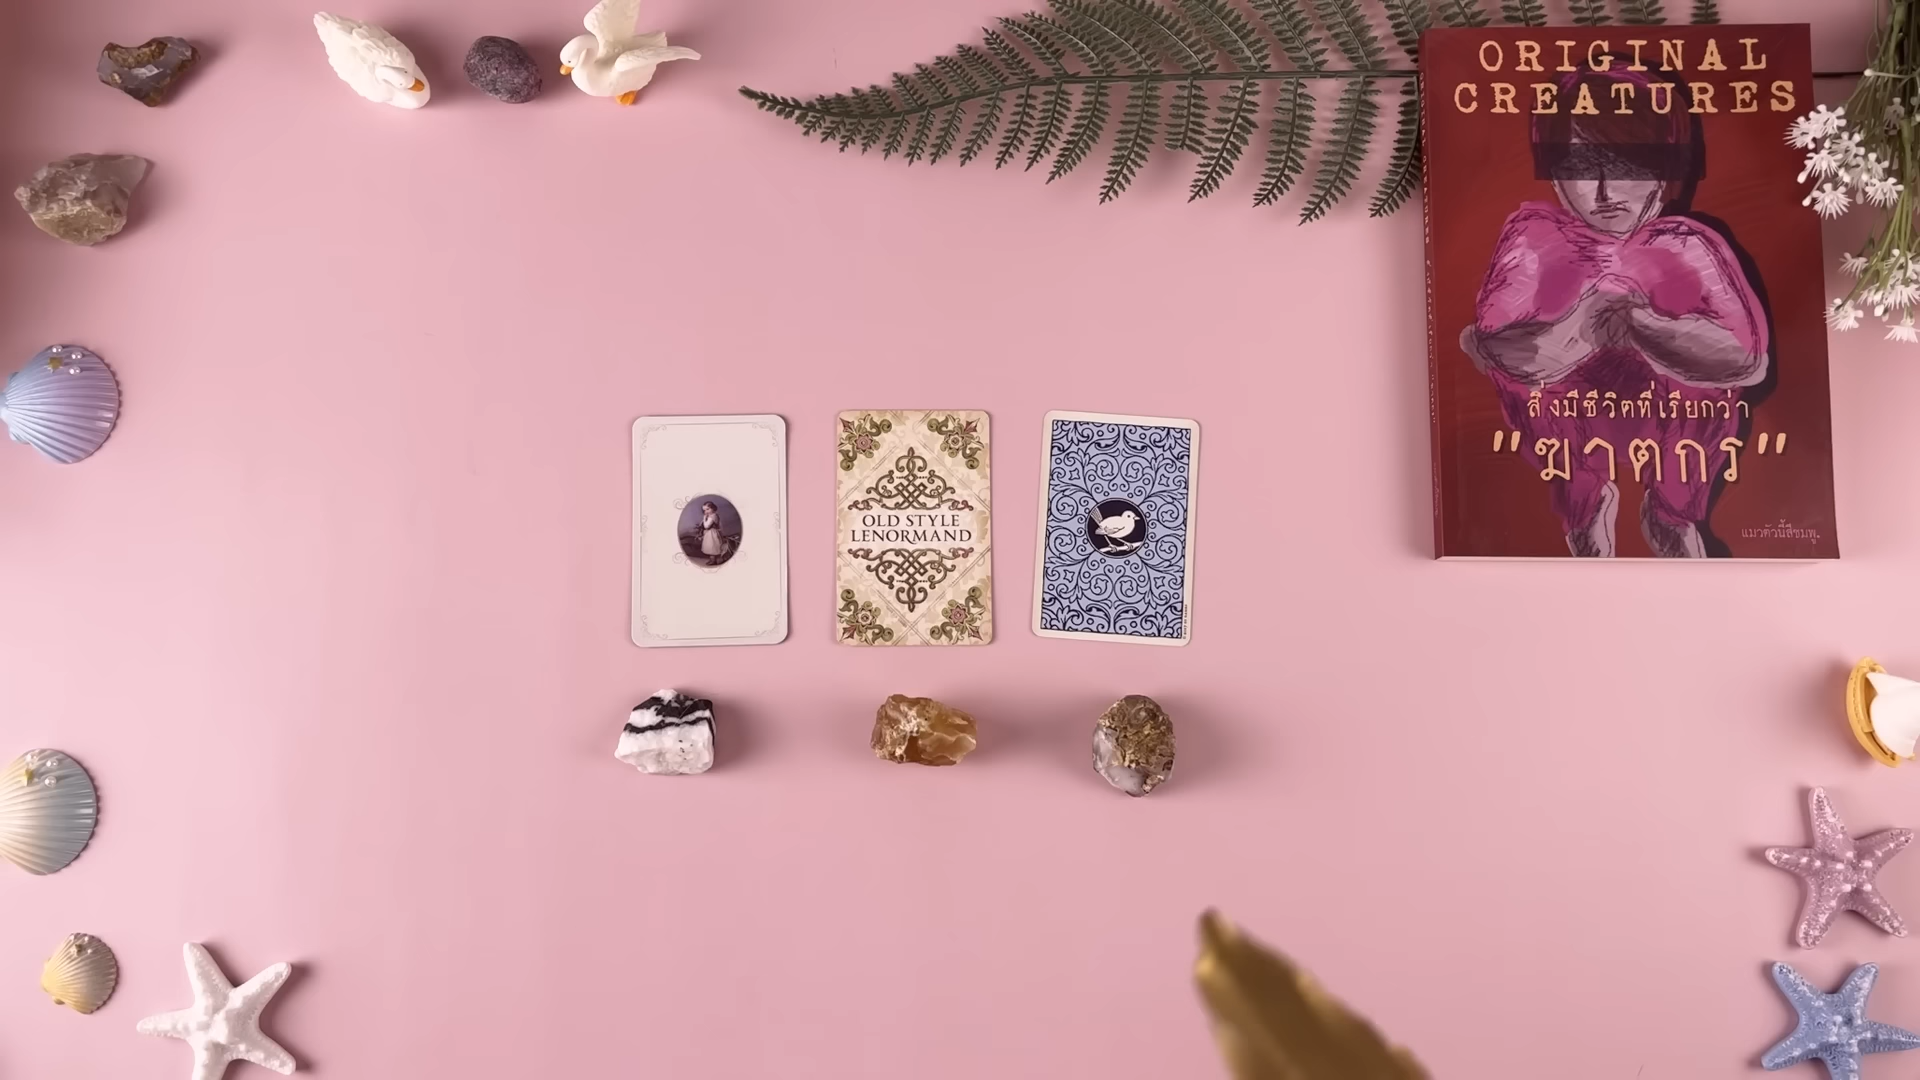 OLD STYLE
LENORMAND
ORIGINAL
CREATURES
สิ่งมีชีวิตที่เรียกว่า
"ฆาตกร"
แมวตัวนี้สีชมพู.